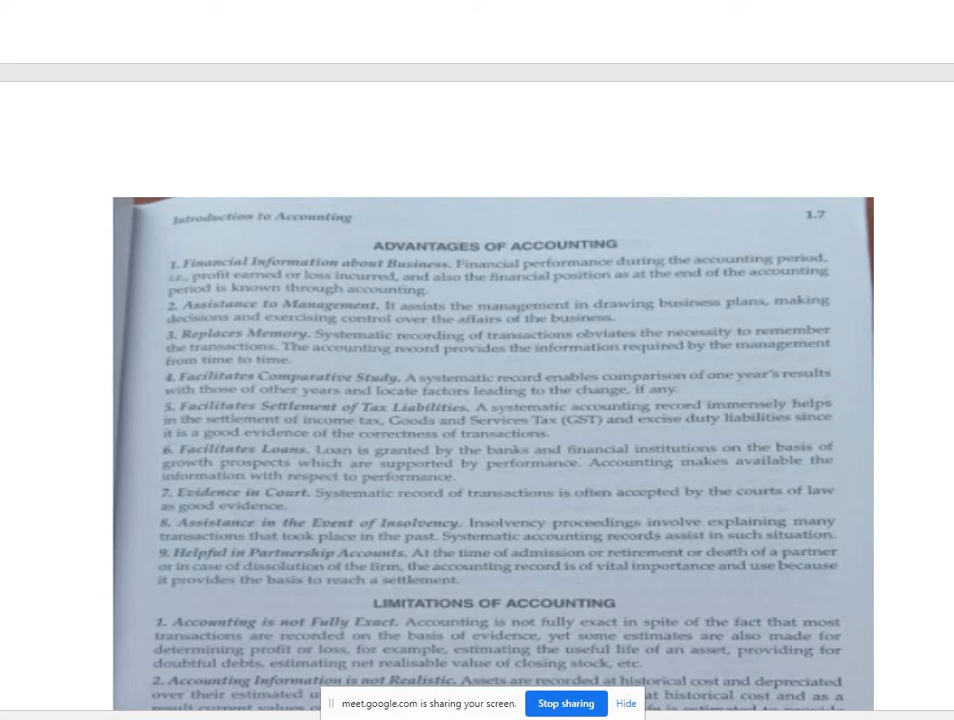 Introduction to Accounting 1.7
ADVANTAGES OF ACCOUNTING
1. Financial Information about Business. Financial performance during the accounting period,
i.e., profit earned or loss incurred, and also the financial position as at the end of the accounting
period is known through accounting.
2. Assistance to Management. It assists the management in drawing business plans, making
decisions and exercising control over the affairs of the business.
3. Replaces Memory. Systematic recording of transactions obviates the necessity to remember
the transactions. The accounting record provides the information required by the management
from time to time.
4. Facilitates Comparative Study. A systematic record enables comparison of one year's results
with those of other years and locate factors leading to the change, if any.
5. Facilitates Settlement of Tax Liabilities. A systematic accounting record immensely helps
in the settlement of income tax, Goods and Services Tax (GST) and excise duty liabilities since
it is a good evidence of the correctness of transactions.
6. Facilitates Loans. Loan is granted by the banks and financial institutions on the basis of
growth prospects which are supported by performance. Accounting makes available the
information with respect to performance.
7. Evidence in Court. Systematic record of transactions is often accepted by the courts of law
as good evidence.
8. Assistance in the Event of Insolvency. Insolvency proceedings involve explaining many
transactions that took place in the past. Systematic accounting records assist in such situation.
9. Helpful in Partnership Accounts. At the time of admission or retirement or death of a partner
or in case of dissolution of the firm, the accounting record is of vital importance and use because
it provides the basis to reach a settlement.
LIMITATIONS OF ACCOUNTING
1. Accounting is not Fully Exact. Accounting is not fully exact in spite of the fact that most
transactions are recorded on the basis of evidence, yet some estimates are also made for
determining profit or loss, for example, estimating the useful life of an asset, providing for
doubtful debts, estimating net realisable value of closing stock, etc.
2. Accounting Information is not Realistic. Assets are recorded at historical cost and depreciated
over their estimated at historical cost and as a
result current values is estimated to provide
meet.google.com is sharing your screen. Stop sharing Hide